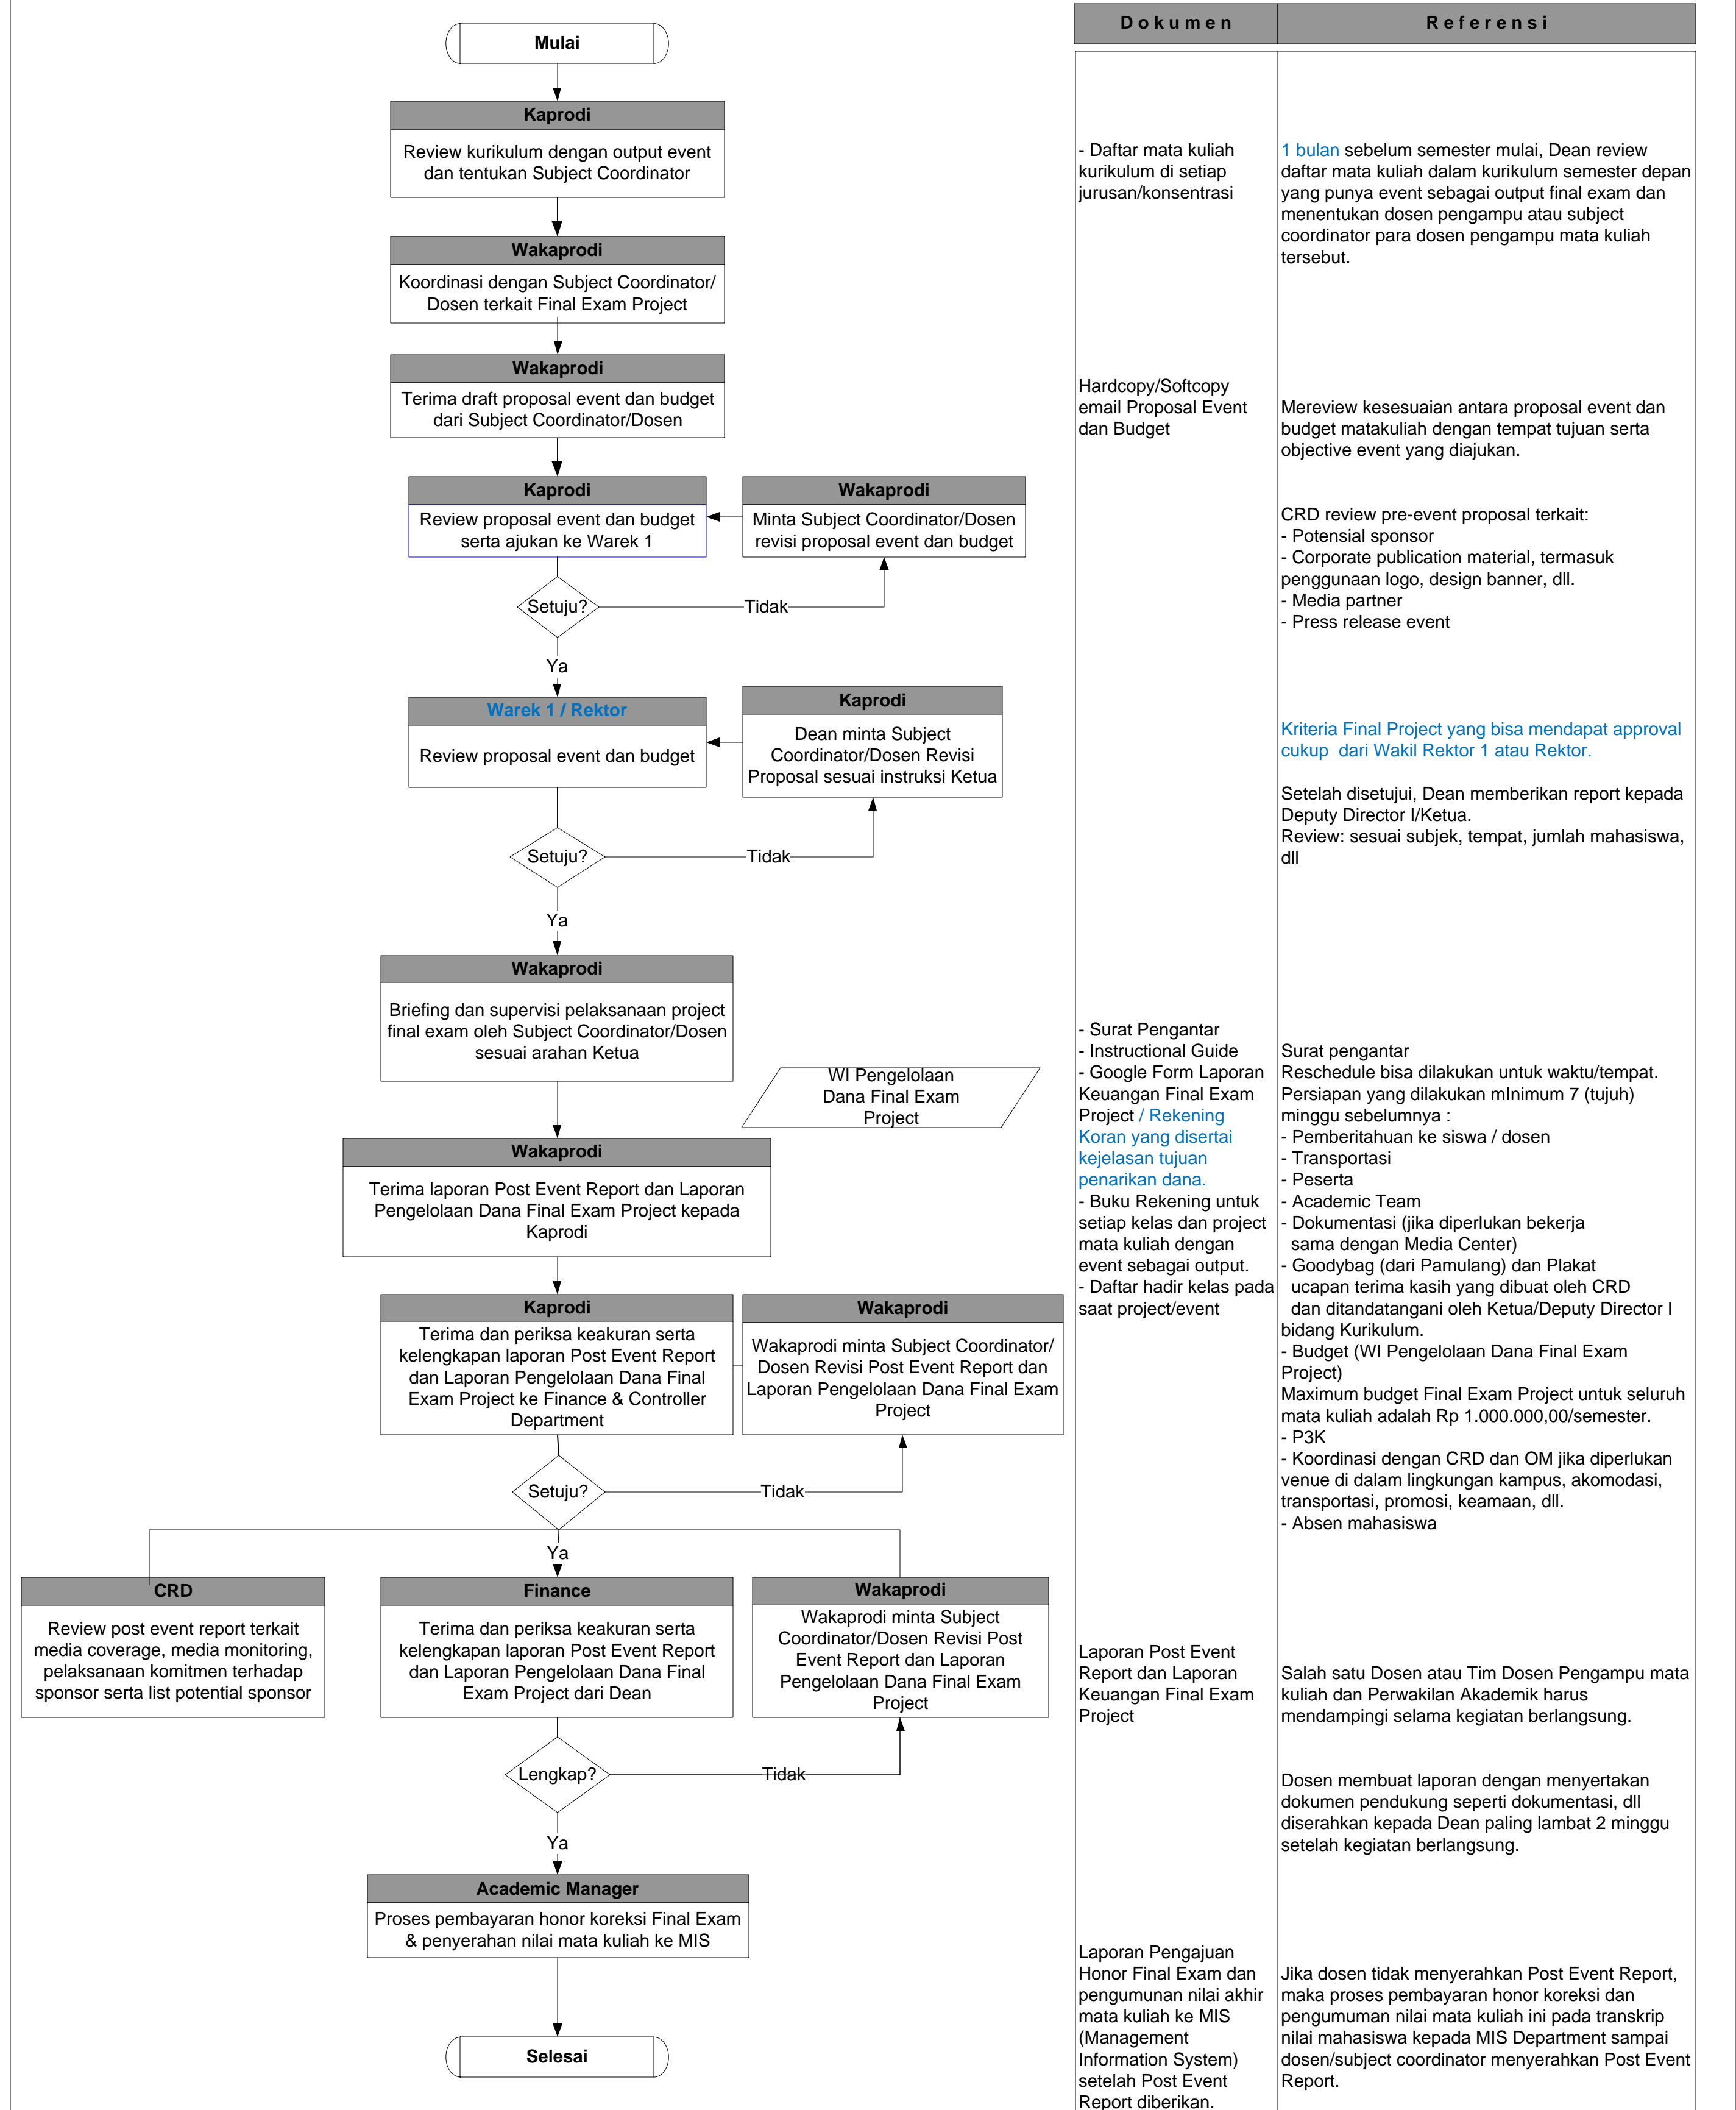 Mulai
Kaprodi
Review kurikulum dengan output event
dan tentukan Subject Coordinator
Wakaprodi
Koordinasi dengan Subject Coordinator/
Dosen terkait Final Exam Project
Wakaprodi
Terima draft proposal event dan budget
dari Subject Coordinator/Dosen
Kaprodi
Review proposal event dan budget
serta ajukan ke Warek 1
Wakaprodi
Minta Subject Coordinator/Dosen
revisi proposal event dan budget
Setuju?
Tidak
Ya
Warek 1 / Rektor
Review proposal event dan budget
Kaprodi
Dean minta Subject
Coordinator/Dosen Revisi
Proposal sesuai instruksi Ketua
Setuju?
Tidak
Ya
Wakaprodi
Briefing dan supervisi pelaksanaan project
final exam oleh Subject Coordinator/Dosen
sesuai arahan Ketua
WI Pengelolaan
Dana Final Exam
Project
Wakaprodi
Terima laporan Post Event Report dan Laporan
Pengelolaan Dana Final Exam Project kepada
Kaprodi
Kaprodi
Terima dan periksa keakuran serta
kelengkapan laporan Post Event Report
dan Laporan Pengelolaan Dana Final
Exam Project ke Finance & Controller
Department
Wakaprodi
Wakaprodi minta Subject Coordinator/
Dosen Revisi Post Event Report dan
Laporan Pengelolaan Dana Final Exam
Project
Setuju?
Tidak
Ya
CRD
Review post event report terkait
media coverage, media monitoring,
pelaksanaan komitmen terhadap
sponsor serta list potential sponsor
Finance
Terima dan periksa keakuran serta
kelengkapan laporan Post Event Report
dan Laporan Pengelolaan Dana Final
Exam Project dari Dean
Wakaprodi
Wakaprodi minta Subject
Coordinator/Dosen Revisi Post
Event Report dan Laporan
Pengelolaan Dana Final Exam
Project
Lengkap?
Tidak
Ya
Academic Manager
Proses pembayaran honor koreksi Final Exam
& penyerahan nilai mata kuliah ke MIS
Selesai
Dokumen
- Daftar mata kuliah
kurikulum di setiap
jurusan/konsentrasi
Hardcopy/Softcopy
email Proposal Event
dan Budget
- Surat Pengantar
- Instructional Guide
- Google Form Laporan
Keuangan Final Exam
Project / Rekening
Koran yang disertai
kejelasan tujuan
penarikan dana.
- Buku Rekening untuk
setiap kelas dan project
mata kuliah dengan
event sebagai output.
- Daftar hadir kelas pada
saat project/event
Laporan Post Event
Report dan Laporan
Keuangan Final Exam
Project
Laporan Pengajuan
Honor Final Exam dan
pengumunan nilai akhir
mata kuliah ke MIS
(Management
Information System)
setelah Post Event
Report diberikan.
Referensi
1 bulan sebelum semester mulai, Dean review
daftar mata kuliah dalam kurikulum semester depan
yang punya event sebagai output final exam dan
menentukan dosen pengampu atau subject
coordinator para dosen pengampu mata kuliah
tersebut.
Mereview kesesuaian antara proposal event dan
budget matakuliah dengan tempat tujuan serta
objective event yang diajukan.
CRD review pre-event proposal terkait:
- Potensial sponsor
- Corporate publication material, termasuk
penggunaan logo, design banner, dll.
- Media partner
- Press release event
Kriteria Final Project yang bisa mendapat approval
cukup  dari Wakil Rektor 1 atau Rektor.
Setelah disetujui, Dean memberikan report kepada
Deputy Director I/Ketua.
Review: sesuai subjek, tempat, jumlah mahasiswa,
dll
Surat pengantar
Reschedule bisa dilakukan untuk waktu/tempat.
Persiapan yang dilakukan mInimum 7 (tujuh)
minggu sebelumnya :
- Pemberitahuan ke siswa / dosen
- Transportasi
- Peserta
- Academic Team
- Dokumentasi (jika diperlukan bekerja
sama dengan Media Center)
- Goodybag (dari Pamulang) dan Plakat
ucapan terima kasih yang dibuat oleh CRD
dan ditandatangani oleh Ketua/Deputy Director I
bidang Kurikulum.
- Budget (WI Pengelolaan Dana Final Exam
Project)
Maximum budget Final Exam Project untuk seluruh
mata kuliah adalah Rp 1.000.000,00/semester.
- P3K
- Koordinasi dengan CRD dan OM jika diperlukan
venue di dalam lingkungan kampus, akomodasi,
transportasi, promosi, keamaan, dll.
- Absen mahasiswa
Salah satu Dosen atau Tim Dosen Pengampu mata
kuliah dan Perwakilan Akademik harus
mendampingi selama kegiatan berlangsung.
Dosen membuat laporan dengan menyertakan
dokumen pendukung seperti dokumentasi, dll
diserahkan kepada Dean paling lambat 2 minggu
setelah kegiatan berlangsung.
Jika dosen tidak menyerahkan Post Event Report,
maka proses pembayaran honor koreksi dan
pengumuman nilai mata kuliah ini pada transkrip
nilai mahasiswa kepada MIS Department sampai
dosen/subject coordinator menyerahkan Post Event
Report.